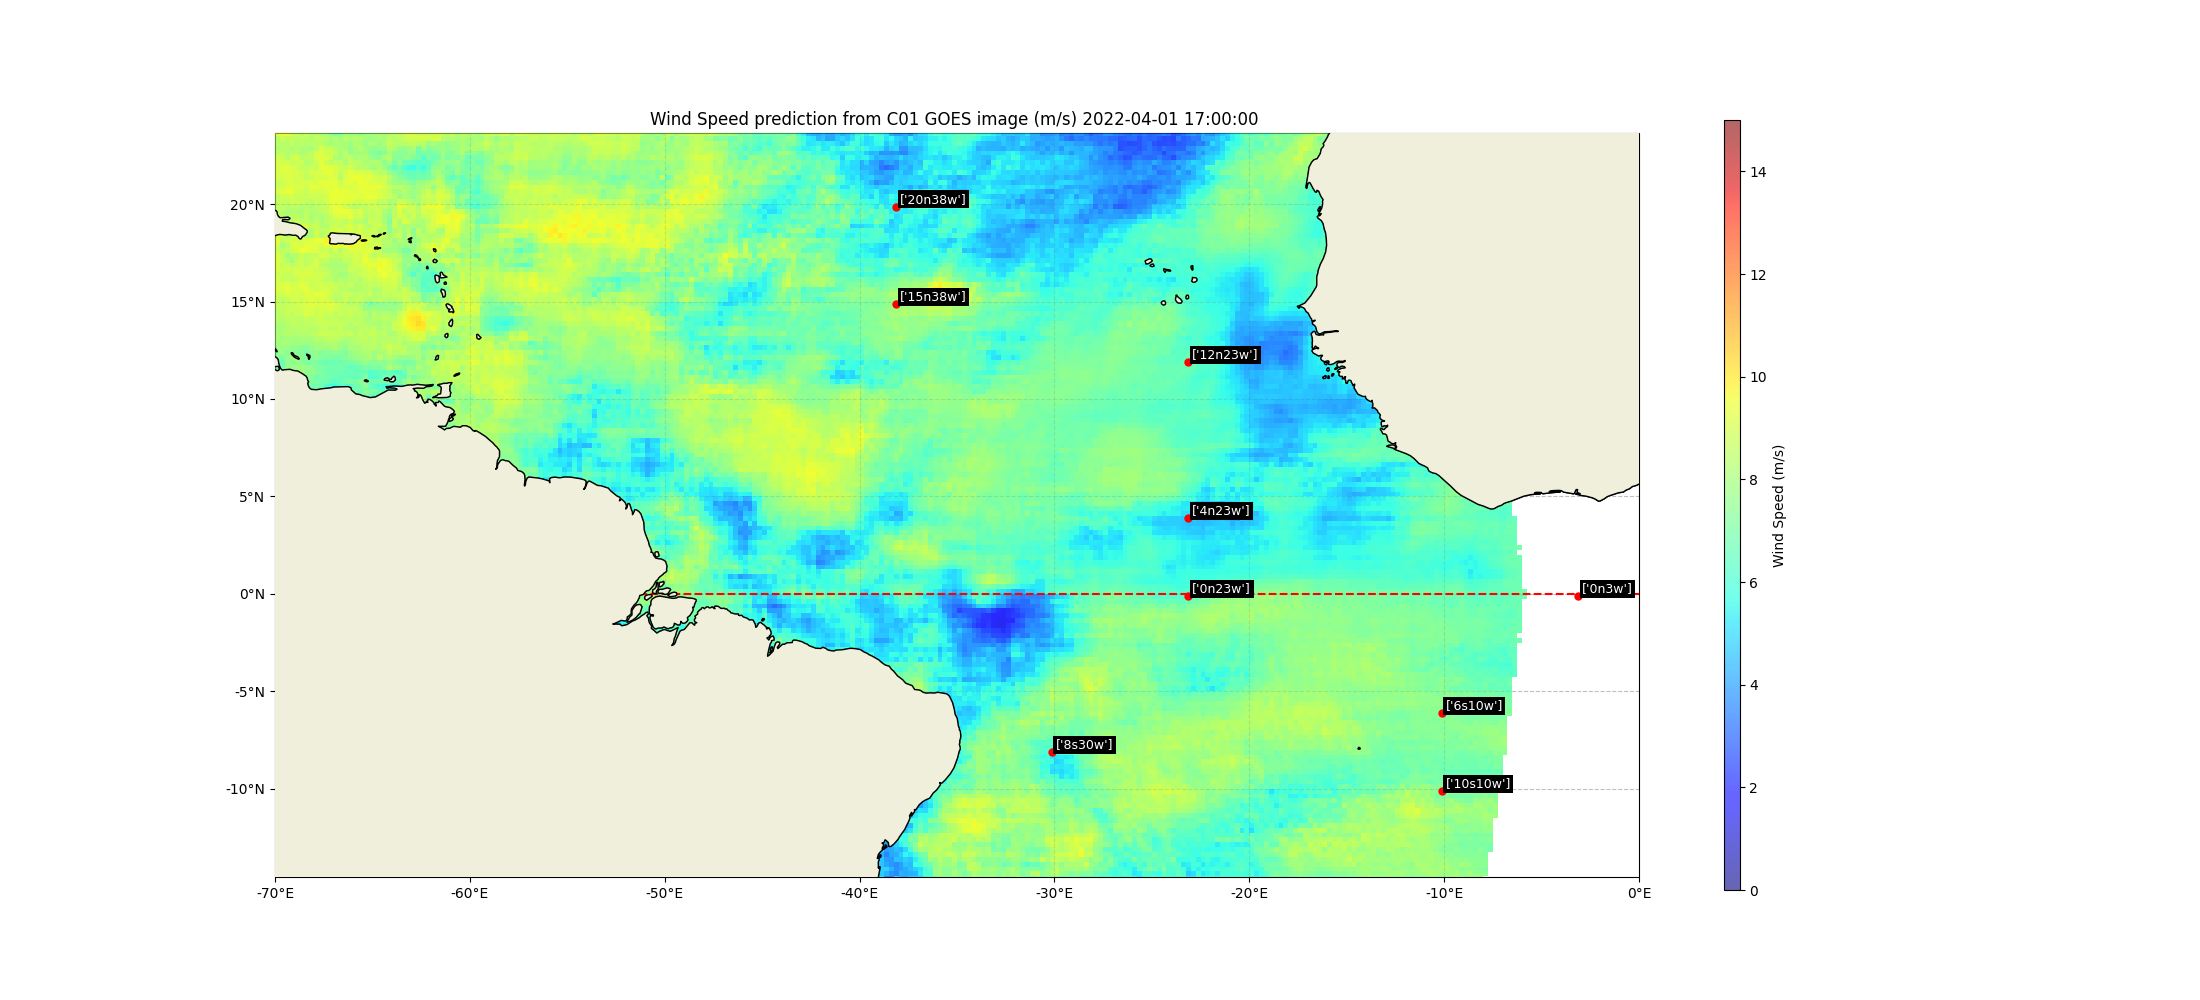 Wind Speed prediction from C01 GOES image (m/s) 2022-04-01 17:00:00
20°N
15°N
10°N
5°N
0°N
-5°N
-10°N
-70°E
-60°E
-50°E
-40°E
-30°E
-20°E
-10°E
0°E
['20n38w']
['15n38w']
['12n23w']
['4n23w']
['0n23w']
['0n3w']
['6s10w']
['8s30w']
['10s10w']
14
12
10
8
6
4
2
0
Wind Speed (m/s)